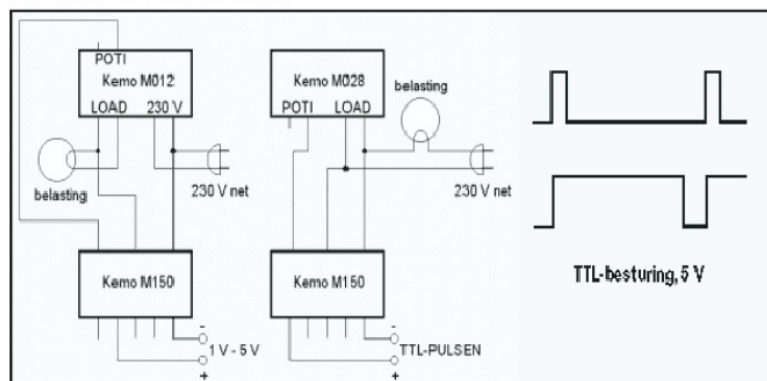 POTI
Kemo M012
LOAD 230 V
belasting
230 V net
Kemo M150
-
1 V - 5 V
+
Kemo M028
POTI LOAD
belasting
230 V net
Kemo M150
-
TTL-PULSEN
+
TTL-besturing, 5 V